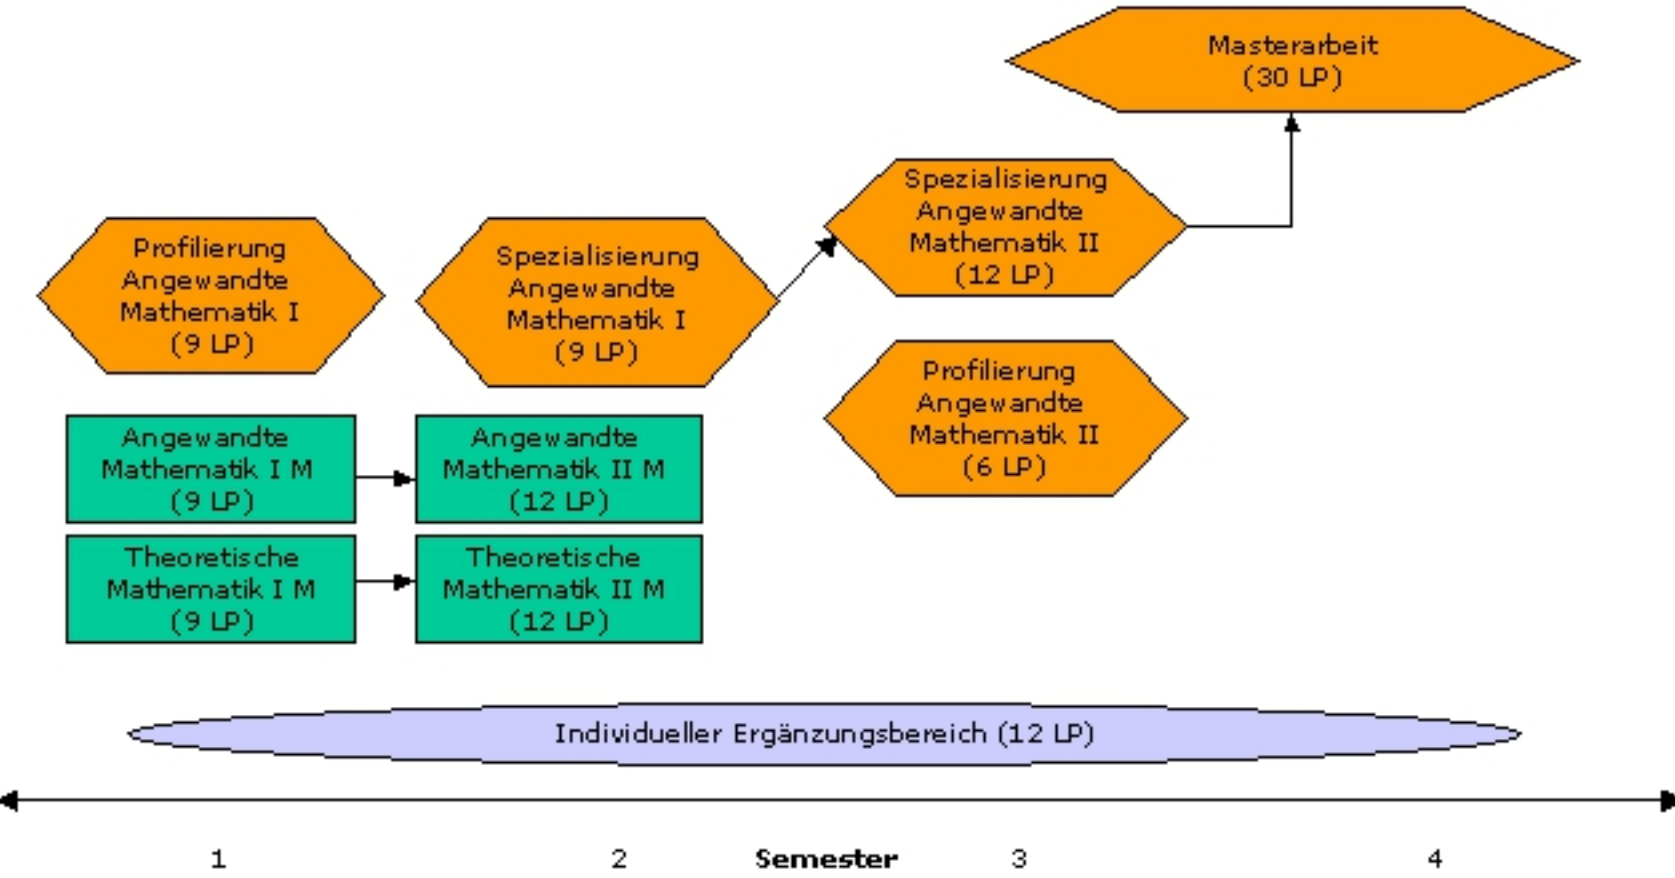 Masterarbeit
(30 LP)
Spezialisierung
Angewandte
Mathematik II
(12 LP)
Profilierung
Angewandte
Mathematik I
(9 LP)
Spezialisierung
Angewandte
Mathematik I
(9 LP)
Profilierung
Angewandte
Mathematik II
(6 LP)
Angewandte
Mathematik I M
(9 LP)
Angewandte
Mathematik II M
(12 LP)
Theoretische
Mathematik I M
(9 LP)
Theoretische
Mathematik II M
(12 LP)
Individueller Ergänzungsbereich (12 LP)
1 2 Semester 3 4